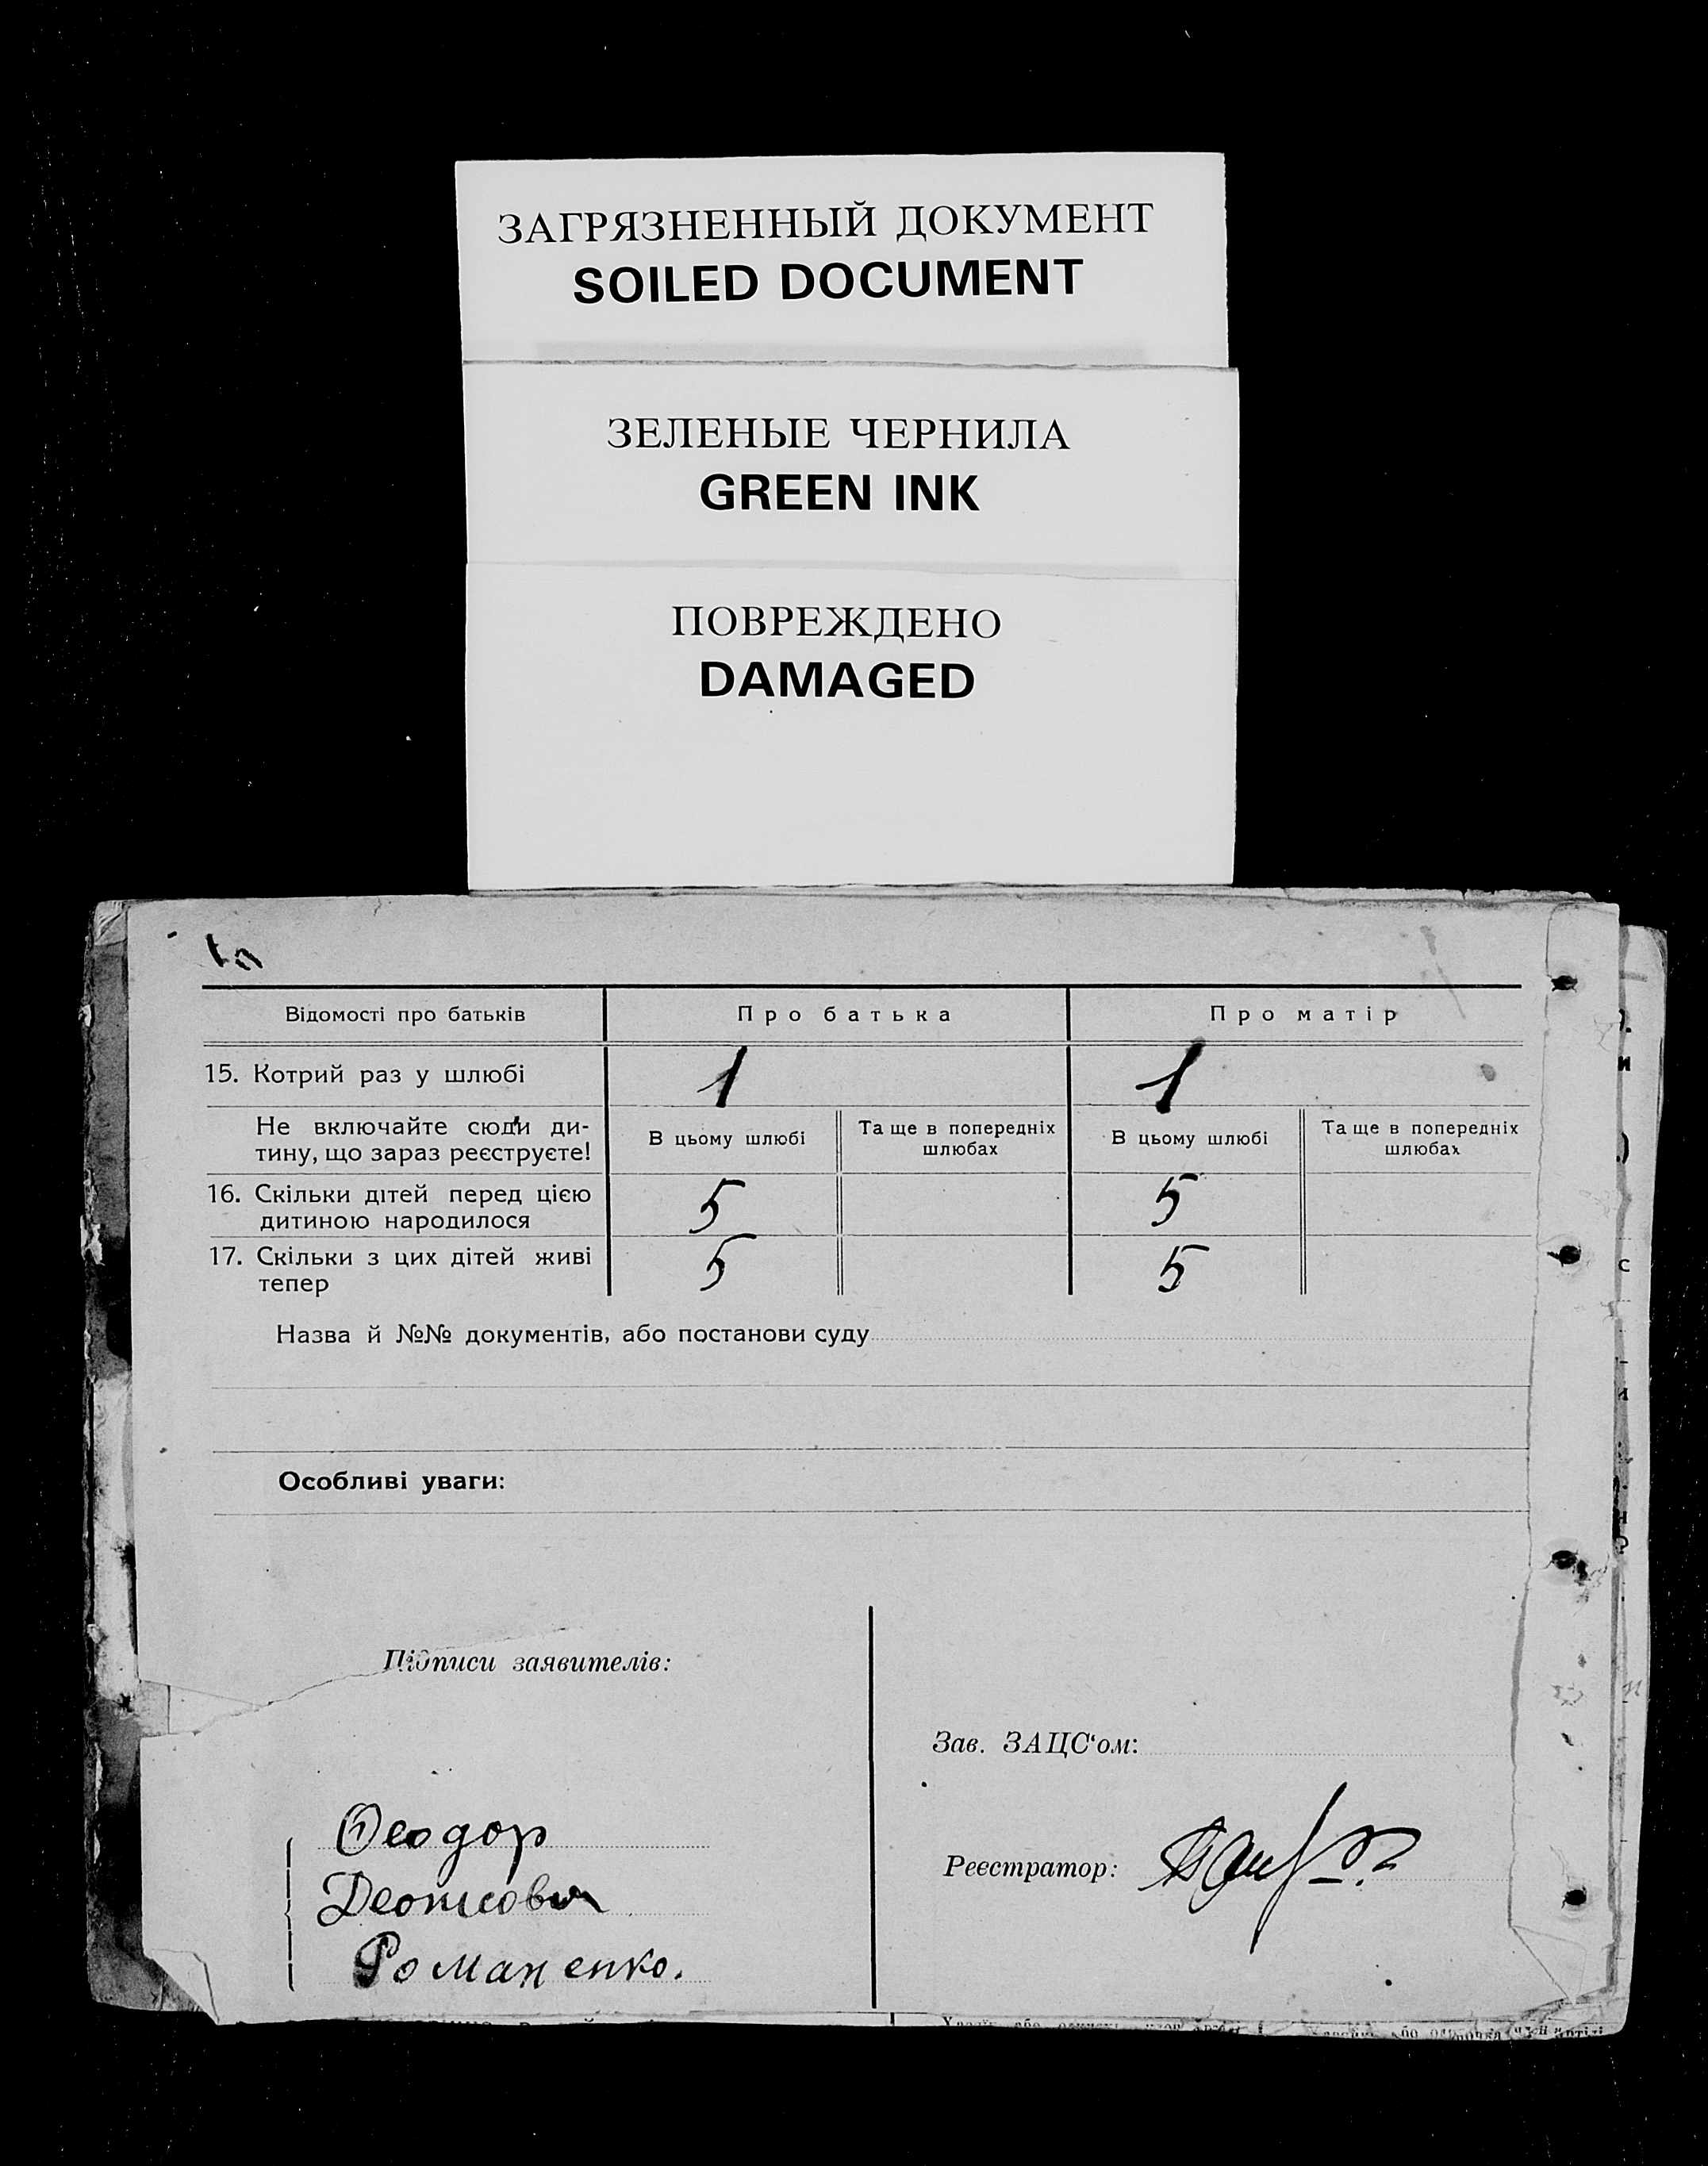 ЗАГРЯЗНЕННЫЙ ДОКУМЕНТ
SOILED DOCUMENT
ЗЕЛЕНЫЕ ЧЕРНИЛА
GREEN INK
ПОВРЕЖДЕНО
DAMAGED
Відомості про батьків Про батька Про матір
15. Котрий раз у шлюбі 1 1
Не включайте сюди ди-
тину, що зараз реєструєте!
В цьому шлюбі
Та ще в попередніх
шлюбах
В цьому шлюбі
Та ще в попередніх
шлюбах
16. Скільки дітей перед цією
дитиною народилося
5 5
17. Скільки з цих дітей живі
тепер
5 5
Назва й №№ документів, або постанови суду
Особливі уваги:
Підписи заявителів:
Теодор
Романенко.
Зав. ЗАЦС‘ом:
Реєстратор: